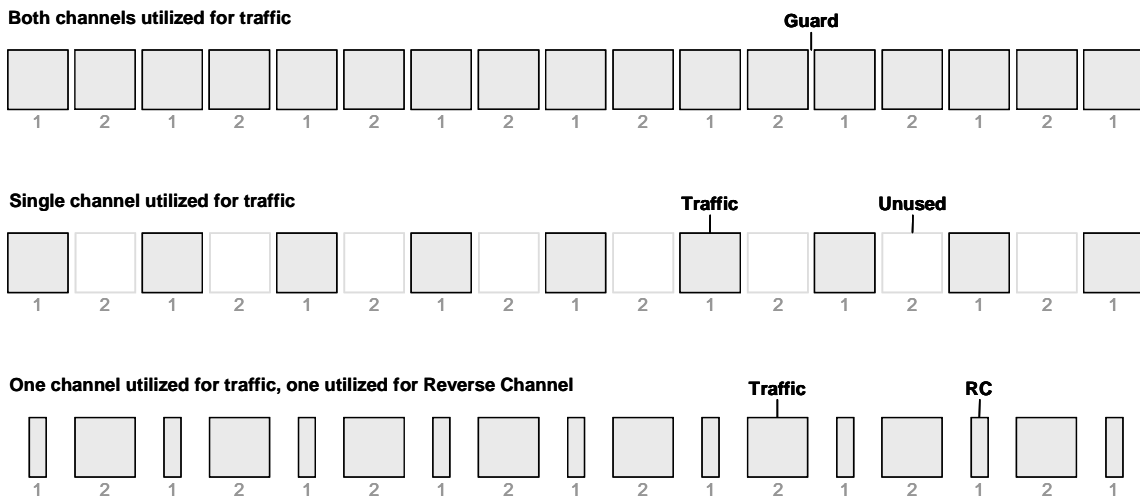 Both channels utilized for traffic
Guard
1 2 1 2 1 2 1 2 1 2 1 2 1 2 1 2 1
Single channel utilized for traffic
Traffic
Unused
1 2 1 2 1 2 1 2 1 2 1 2 1 2 1 2 1
One channel utilized for traffic, one utilized for Reverse Channel
Traffic
RC
1 2 1 2 1 2 1 2 1 2 1 2 1 2 1 2 1